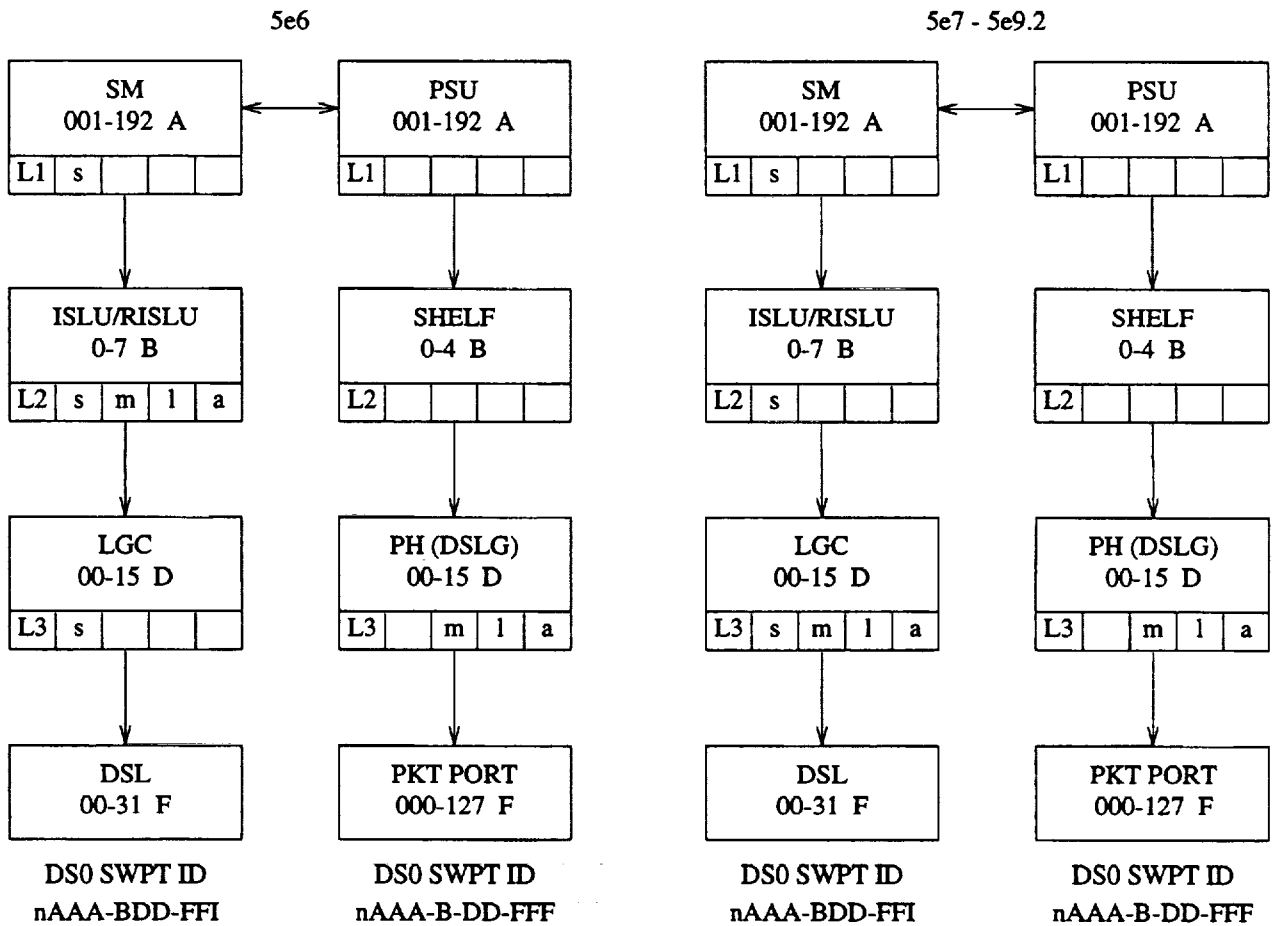 5e6
5e7 - 5e9.2
SM
001-192 A
L1 s
PSU
001-192 A
L1
SM
001-192 A
L1 s
PSU
001-192 A
L1
ISLU/RISLU
0-7 B
L2 s m l a
SHELF
0-4 B
L2
ISLU/RISLU
0-7 B
L2 s
SHELF
0-4 B
L2
LGC
00-15 D
L3 s
PH (DSLG)
00-15 D
L3 m l a
LGC
00-15 D
L3 s m l a
PH (DSLG)
00-15 D
L3 m l a
DSL
00-31 F
PKT PORT
000-127 F
DSL
00-31 F
PKT PORT
000-127 F
DS0 SWPT ID
nAAA-BDD-FFI
DS0 SWPT ID
nAAA-B-DD-FFF
DS0 SWPT ID
nAAA-BDD-FFI
DS0 SWPT ID
nAAA-B-DD-FFF